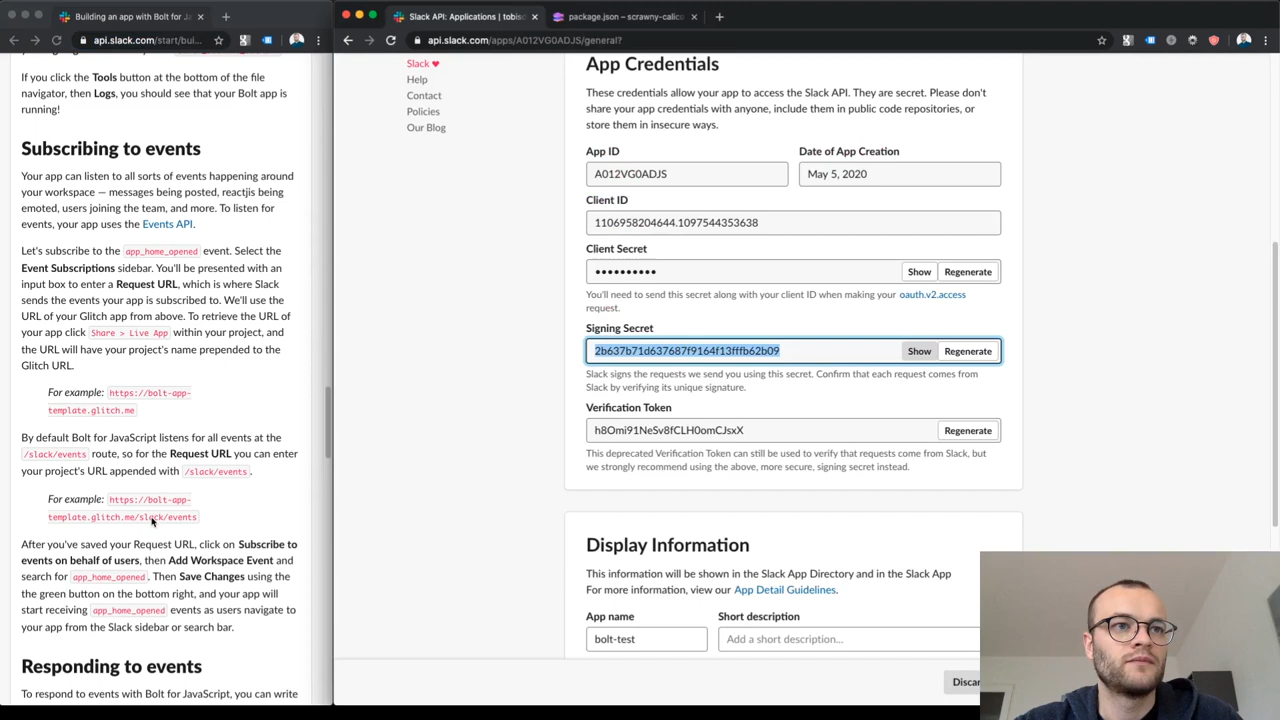 Building an app with Bolt for Ja
api.slack.com/start/bui...
If you click the Tools button at the bottom of the file
navigator, then Logs, you should see that your Bolt app is
running!
Subscribing to events
Your app can listen to all sorts of events happening around
your workspace — messages being posted, reactjis being
emoted, users joining the team, and more. To listen for
events, your app uses the Events API.
Let's subscribe to the app_home_opened event. Select the
Event Subscriptions sidebar. You'll be presented with an
input box to enter a Request URL, which is where Slack
sends the events your app is subscribed to. We'll use the
URL of your Glitch app from above. To retrieve the URL of
your app click Share > Live App within your project, and
the URL will have your project's name prepended to the
Glitch URL.
For example: https://bolt-app-
template.glitch.me
By default Bolt for JavaScript listens for all events at the
/slack/events route, so for the Request URL you can enter
your project's URL appended with /slack/events.
For example: https://bolt-app-
template.glitch.me/slack/events
After you've saved your Request URL, click on Subscribe to
events on behalf of users, then Add Workspace Event and
search for app_home_opened. Then Save Changes using the
the green button on the bottom right, and your app will
start receiving app_home_opened events as users navigate to
your app from the Slack sidebar or search bar.
Responding to events
To respond to events with Bolt for JavaScript, you can write
Slack API: Applications | tobiso
package.json – scrawny-calico
api.slack.com/apps/A012VG0ADJS/general?
Slack ♥
Help
Contact
Policies
Our Blog
App Credentials
These credentials allow your app to access the Slack API. They are secret. Please don't
share your app credentials with anyone, include them in public code repositories, or
store them in insecure ways.
App ID
Date of App Creation
A012VG0ADJS
May 5, 2020
Client ID
1106958204644.1097544353638
Client Secret
••••••••••
Show
Regenerate
You'll need to send this secret along with your client ID when making your oauth.v2.access
request.
Signing Secret
2b637b71d637687f9164f13fffb62b09
Show
Regenerate
Slack signs the requests we send you using this secret. Confirm that each request comes from
Slack by verifying its unique signature.
Verification Token
h8Omi91NeSv8fCLH0omCJsxX
Regenerate
This deprecated Verification Token can still be used to verify that requests come from Slack, but
we strongly recommend using the above, more secure, signing secret instead.
Display Information
This information will be shown in the Slack App Directory and in the Slack App
For more information, view our App Detail Guidelines.
App name
Short description
bolt-test
Add a short description...
Discar